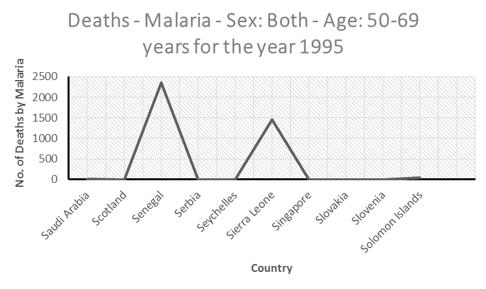 Deaths - Malaria - Sex: Both - Age: 50-69
years for the year 1995
No. of Deaths by Malaria
2500
2000
1500
1000
500
0
Saudi Arabia
Scotland
Senegal
Serbia
Seychelles
Sierra Leone
Singapore
Slovakia
Slovenia
Solomon Islands
Country